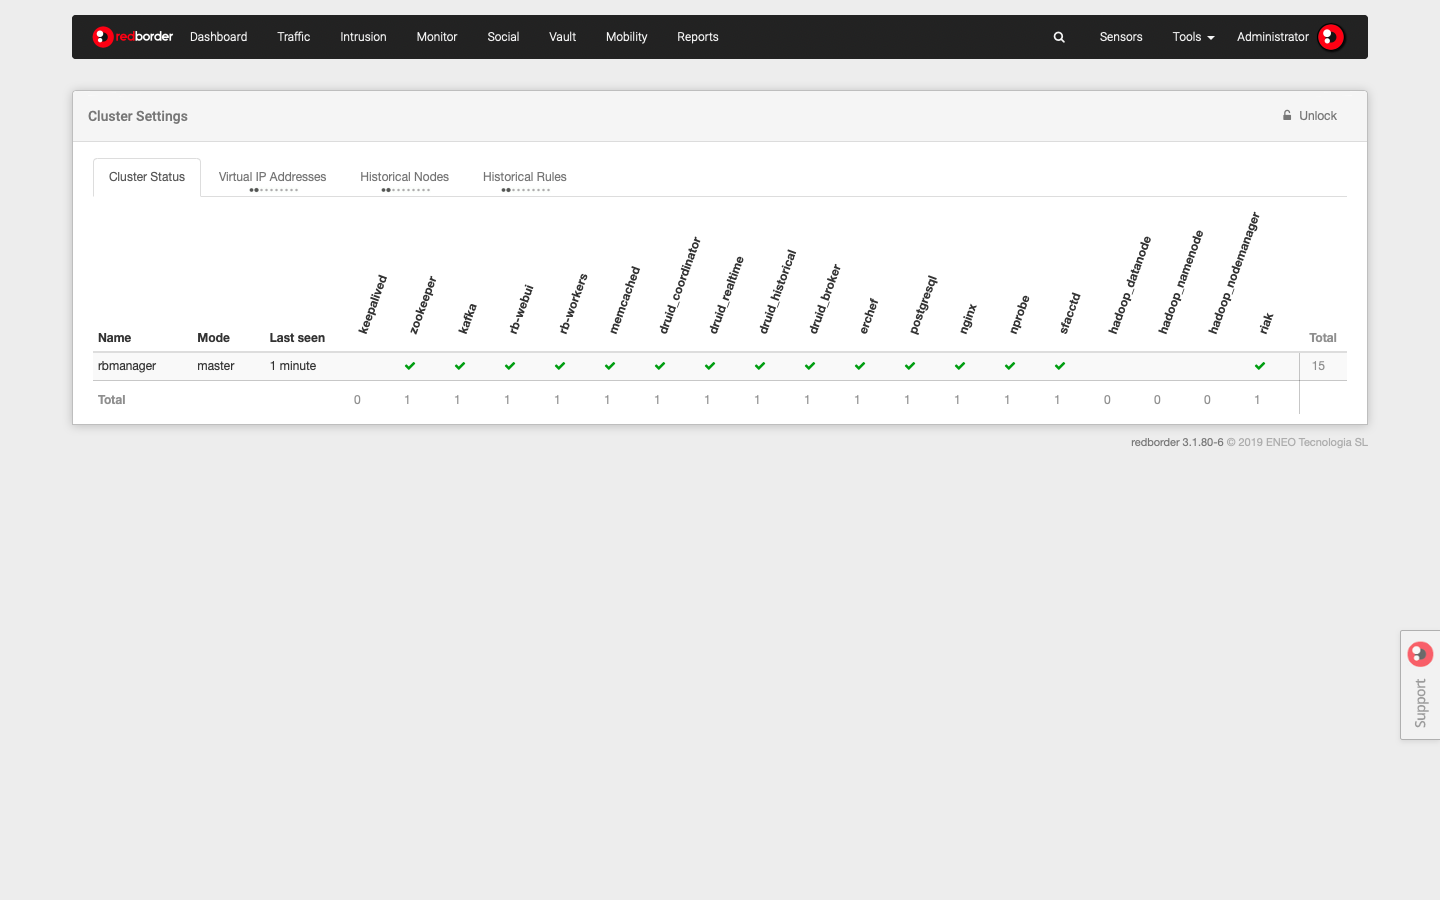 redborder Dashboard Traffic Intrusion Monitor Social Vault Mobility Reports Sensors Tools Administrator
Cluster Settings Unlock
Cluster Status Virtual IP Addresses Historical Nodes Historical Rules
Name Mode Last seen keepalived zookeeper kafka rb-webui rb-workers memcached druid_coordinator druid_realtime druid_historical druid_broker erchef postgresql nginx nprobe sfacctd hadoop_datanode hadoop_namenode hadoop_nodemanager riak Total
rbmanager master 1 minute 15
Total 0 1 1 1 1 1 1 1 1 1 1 1 1 1 1 0 0 0 1
redborder 3.1.80-6 © 2019 ENEO Tecnologia SL
Support